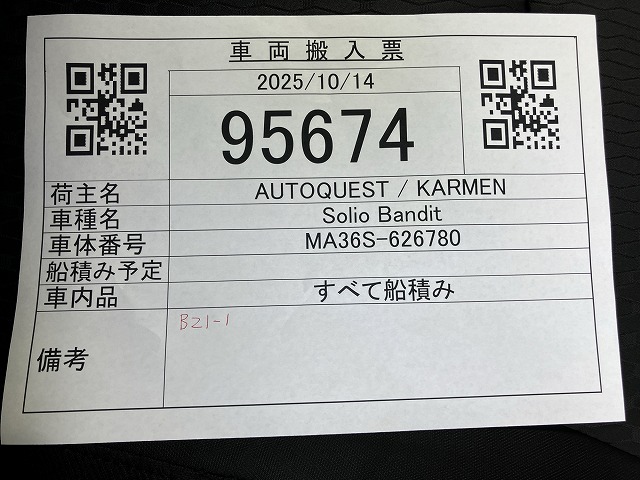 車両搬入票
2025/10/14
95674
荷主名 AUTOQUEST / KARMEN
車種名 Solio Bandit
車体番号 MA36S-626780
船積み予定
車内品 すべて船積み
備考 B21-1